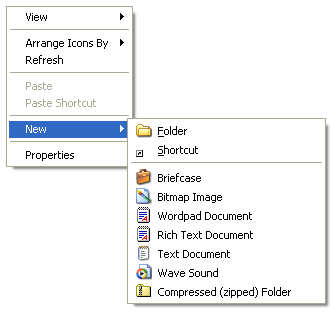 View
Arrange Icons By
Refresh
Paste
Paste Shortcut
New
Properties
Folder
Shortcut
Briefcase
Bitmap Image
Wordpad Document
Rich Text Document
Text Document
Wave Sound
Compressed (zipped) Folder